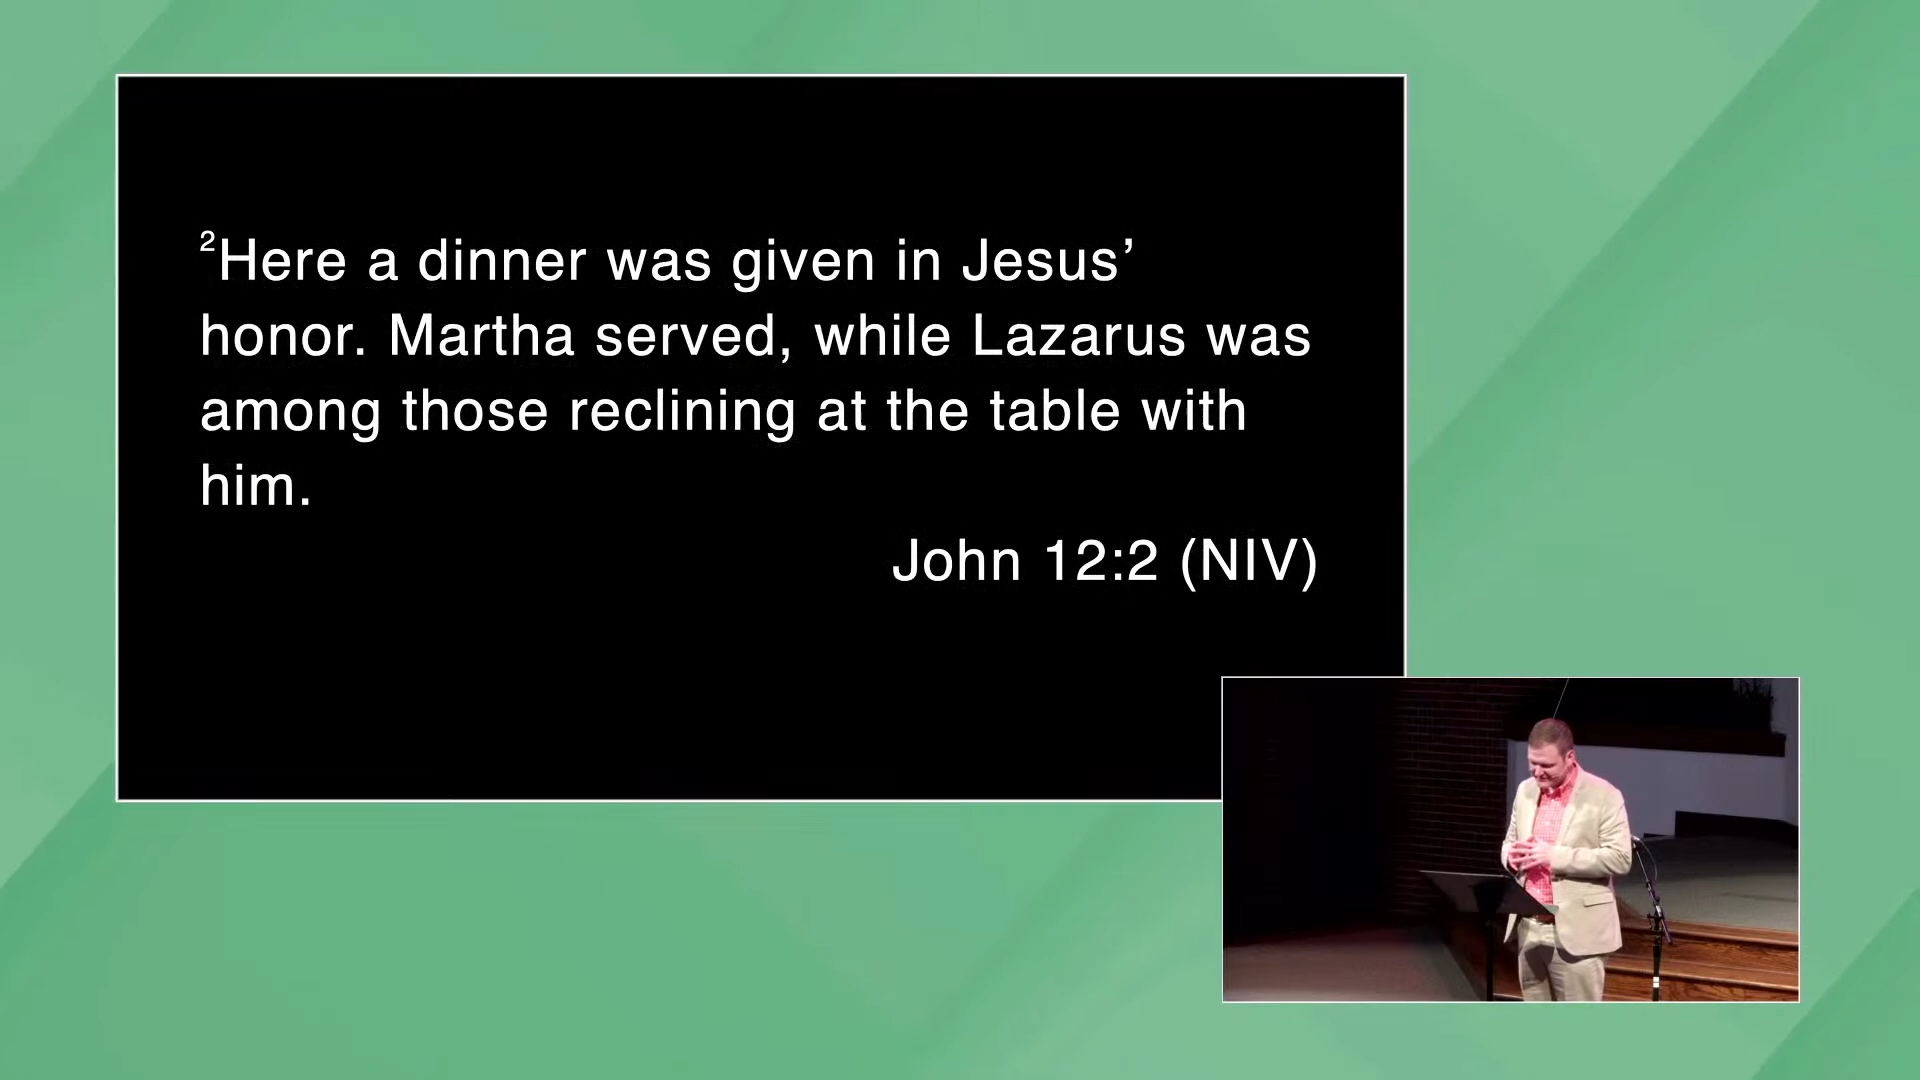 ²Here a dinner was given in Jesus’
honor. Martha served, while Lazarus was
among those reclining at the table with
him.
John 12:2 (NIV)